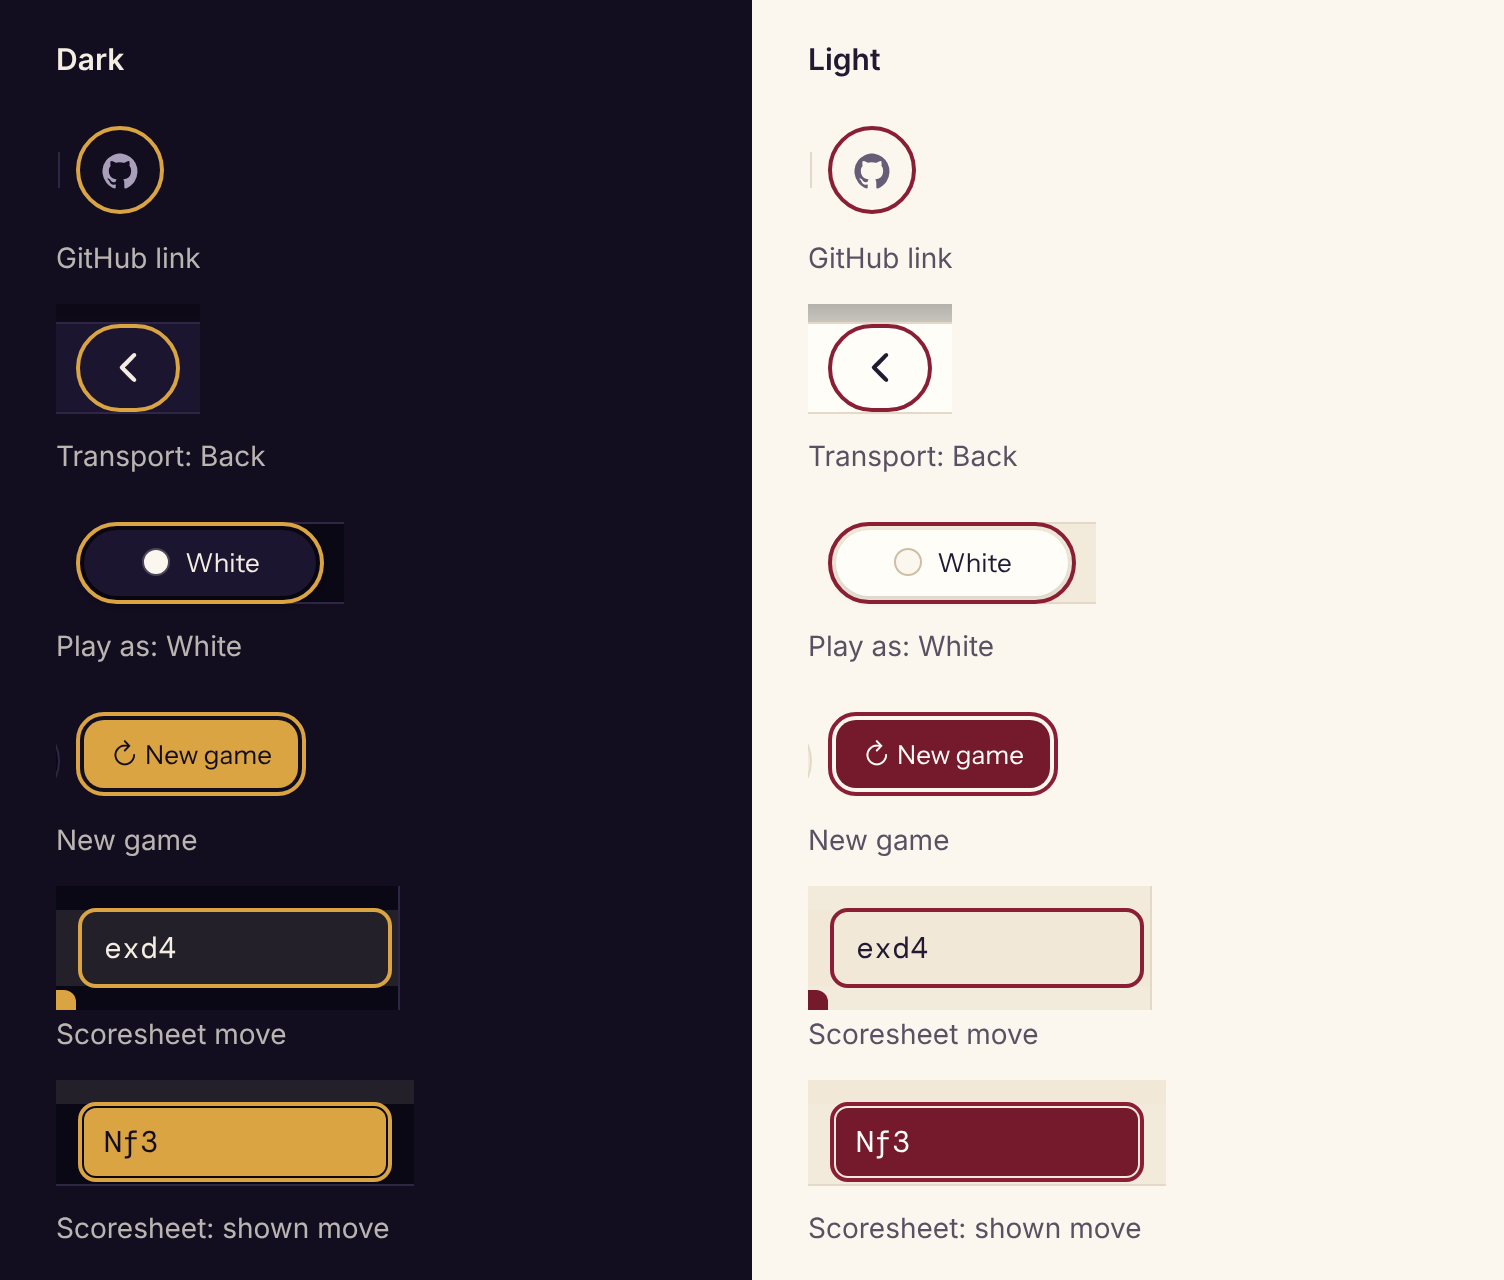 Dark
GitHub link
Transport: Back
White
Play as: White
New game
New game
exd4
Scoresheet move
Nƒ3
Scoresheet: shown move
Light
GitHub link
Transport: Back
White
Play as: White
New game
New game
exd4
Scoresheet move
Nƒ3
Scoresheet: shown move